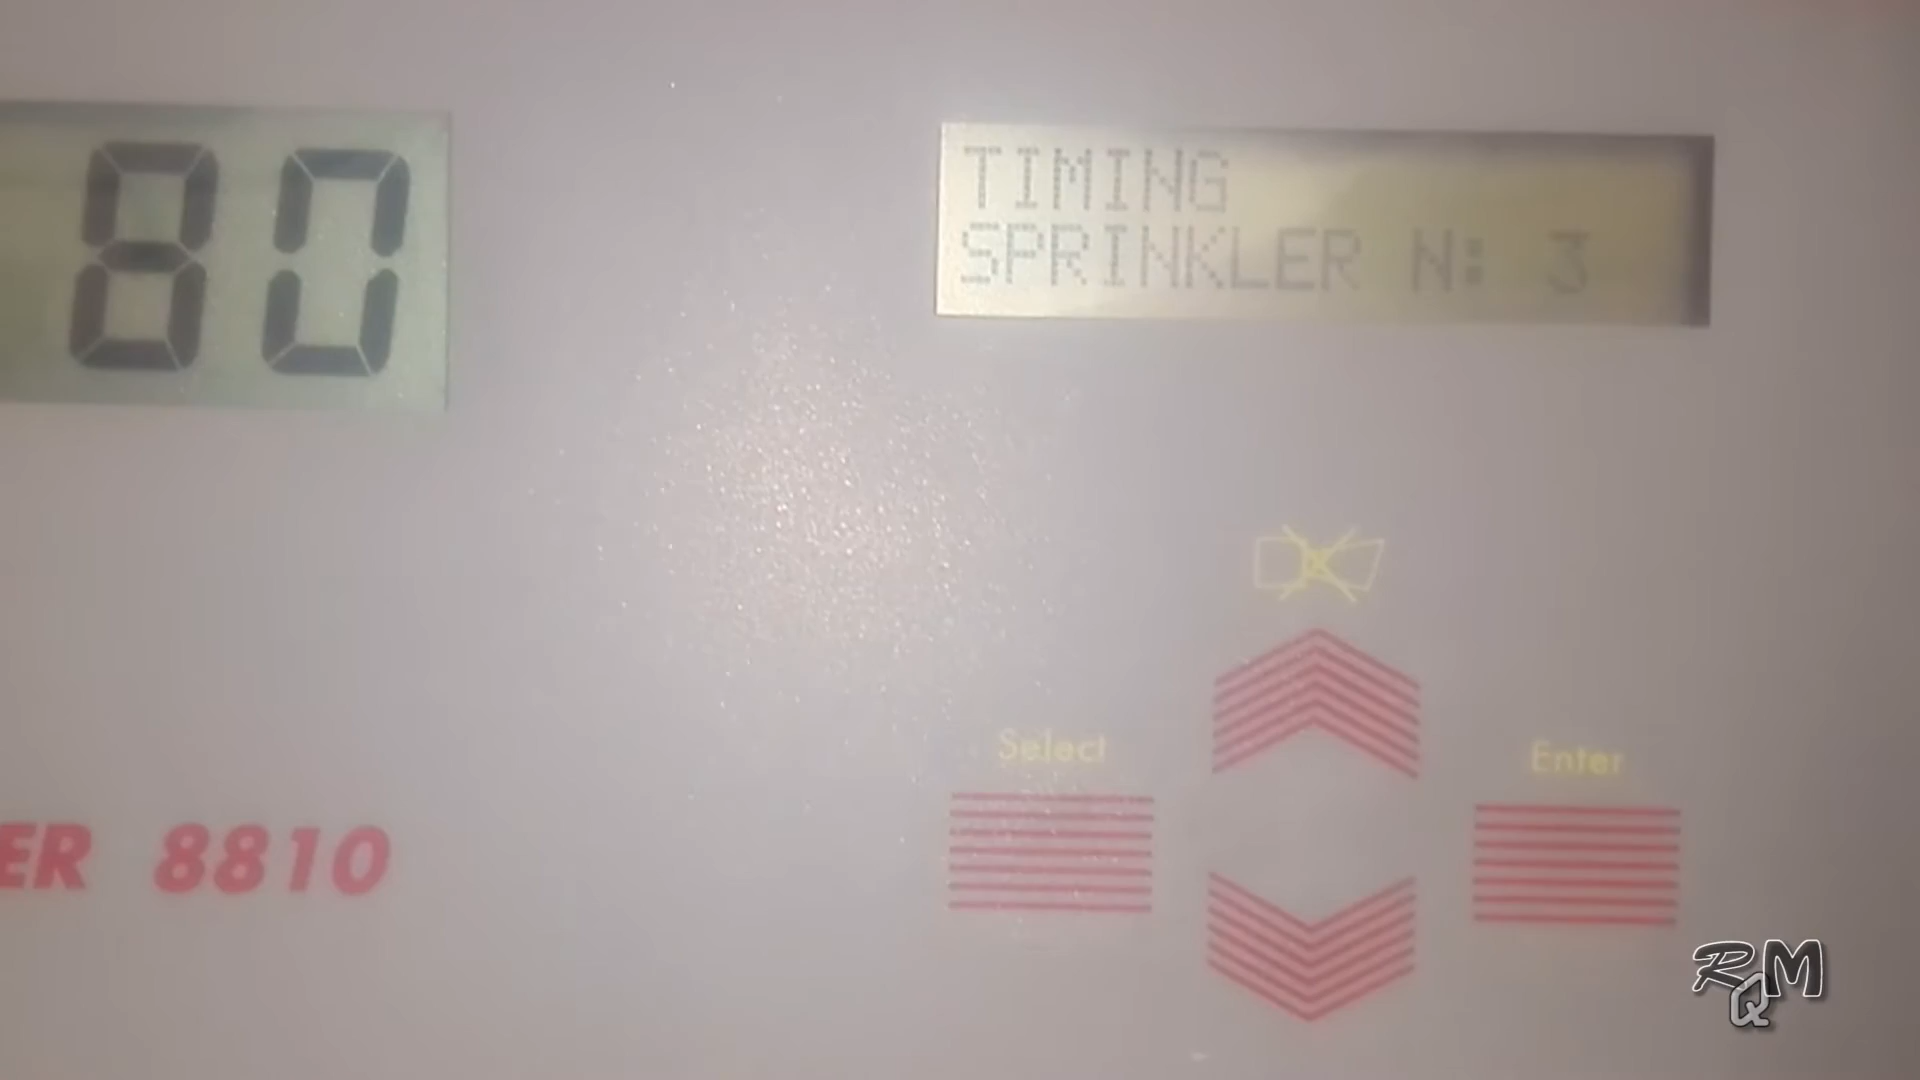 80
TIMING
SPRINKLER N: 3
Select
Enter
ER 8810
RQM